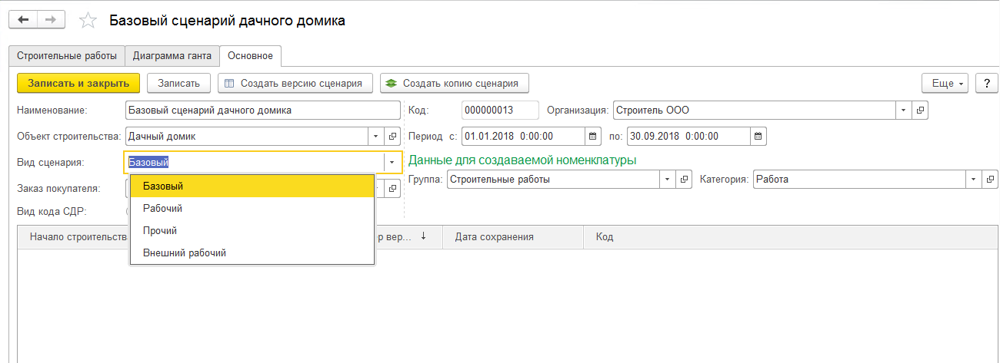 Базовый сценарий дачного домика
Строительные работы Диаграмма ганта Основное
Записать и закрыть Записать Создать версию сценария Создать копию сценария Еще ?
Наименование: Базовый сценарий дачного домика Код: 000000013 Организация: Строитель ООО
Объект строительства: Дачный домик Период с: 01.01.2018 0:00:00 по: 30.09.2018 0:00:00
Вид сценария: Базовый Данные для создаваемой номенклатуры
Заказ покупателя: Группа: Строительные работы Категория: Работа
Базовый
Рабочий
Вид кода СДР:
Прочий
Внешний рабочий
Начало строительств р вер... Дата сохранения Код